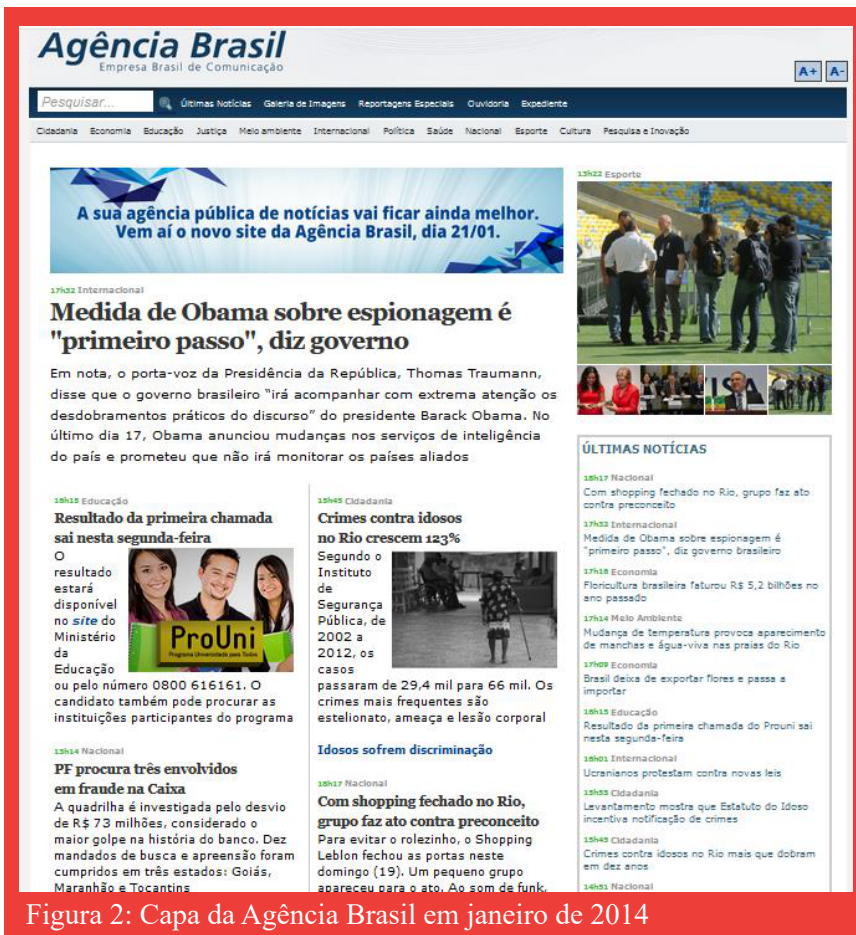 Agência Brasil
Empresa Brasil de Comunicação
A+ A-
Pesquisar... Últimas Notícias Galeria de Imagens Reportagens Especiais Ouvidoria Expediente
Cidadania Economia Educação Justiça Meio ambiente Internacional Política Saúde Nacional Esporte Cultura Pesquisa e Inovação
A sua agência pública de notícias vai ficar ainda melhor.
Vem aí o novo site da Agência Brasil, dia 21/01.
17h32 Internacional
Medida de Obama sobre espionagem é
"primeiro passo", diz governo
Em nota, o porta-voz da Presidência da República, Thomas Traumann,
disse que o governo brasileiro “irá acompanhar com extrema atenção os
desdobramentos práticos do discurso” do presidente Barack Obama. No
último dia 17, Obama anunciou mudanças nos serviços de inteligência
do país e prometeu que não irá monitorar os países aliados
16h15 Educação
Resultado da primeira chamada
sai nesta segunda-feira
O
resultado
estará
disponível
no site do
Ministério
da
Educação
ou pelo número 0800 616161. O
candidato também pode procurar as
instituições participantes do programa
ProUni
Programa Universidade para Todos
13h14 Nacional
PF procura três envolvidos
em fraude na Caixa
A quadrilha é investigada pelo desvio
de R$ 73 milhões, considerado o
maior golpe na história do banco. Dez
mandados de busca e apreensão foram
cumpridos em três estados: Goiás,
Maranhão e Tocantins
15h45 Cidadania
Crimes contra idosos
no Rio crescem 123%
Segundo o
Instituto
de
Segurança
Pública, de
2002 a
2012, os
casos
passaram de 29,4 mil para 66 mil. Os
crimes mais frequentes são
estelionato, ameaça e lesão corporal
Idosos sofrem discriminação
18h17 Nacional
Com shopping fechado no Rio,
grupo faz ato contra preconceito
Para evitar o rolezinho, o Shopping
Leblon fechou as portas neste
domingo (19). Um pequeno grupo
apareceu para o ato. Ao som de funk,
13h22 Esporte
ÚLTIMAS NOTÍCIAS
18h17 Nacional
Com shopping fechado no Rio, grupo faz ato
contra preconceito
17h32 Internacional
Medida de Obama sobre espionagem é
"primeiro passo", diz governo brasileiro
17h18 Economia
Floricultura brasileira faturou R$ 5,2 bilhões no
ano passado
17h14 Meio Ambiente
Mudança de temperatura provoca aparecimento
de manchas e água-viva nas praias do Rio
17h09 Economia
Brasil deixa de exportar flores e passa a
importar
16h15 Educação
Resultado da primeira chamada do Prouni sai
nesta segunda-feira
16h01 Internacional
Ucranianos protestam contra novas leis
15h55 Cidadania
Levantamento mostra que Estatuto do Idoso
incentiva notificação de crimes
15h45 Cidadania
Crimes contra idosos no Rio mais que dobram
em dez anos
14h51 Nacional
Figura 2: Capa da Agência Brasil em janeiro de 2014